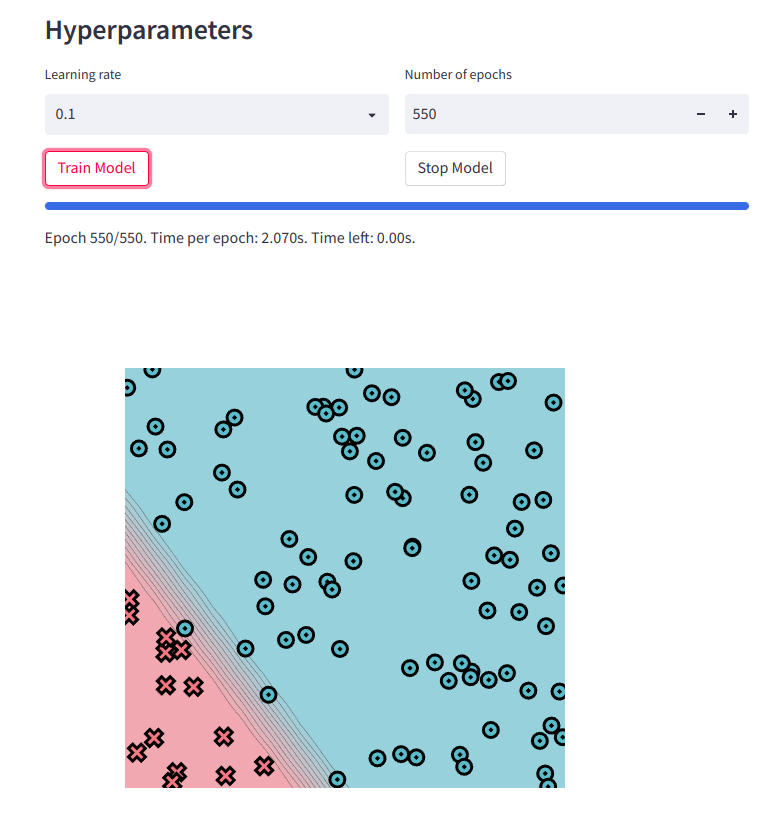 Hyperparameters
Learning rate
Number of epochs
0.1
550
Train Model
Stop Model
Epoch 550/550. Time per epoch: 2.070s. Time left: 0.00s.